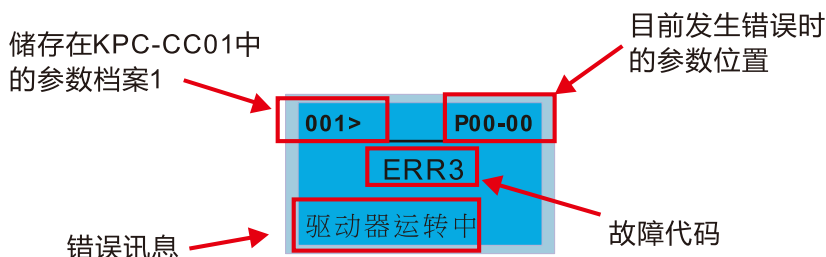 储存在KPC-CC01中
的参数档案1
目前发生错误时
的参数位置
001> P00-00
ERR3
驱动器运转中
错误讯息
故障代码